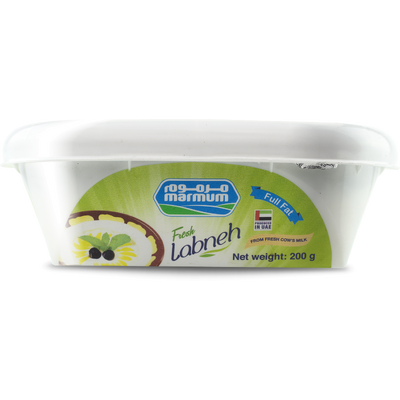 مرموم
marmum
Full Fat
PRODUCED
IN UAE
Fresh
Labneh
FROM FRESH COW'S MILK
Net weight: 200 g